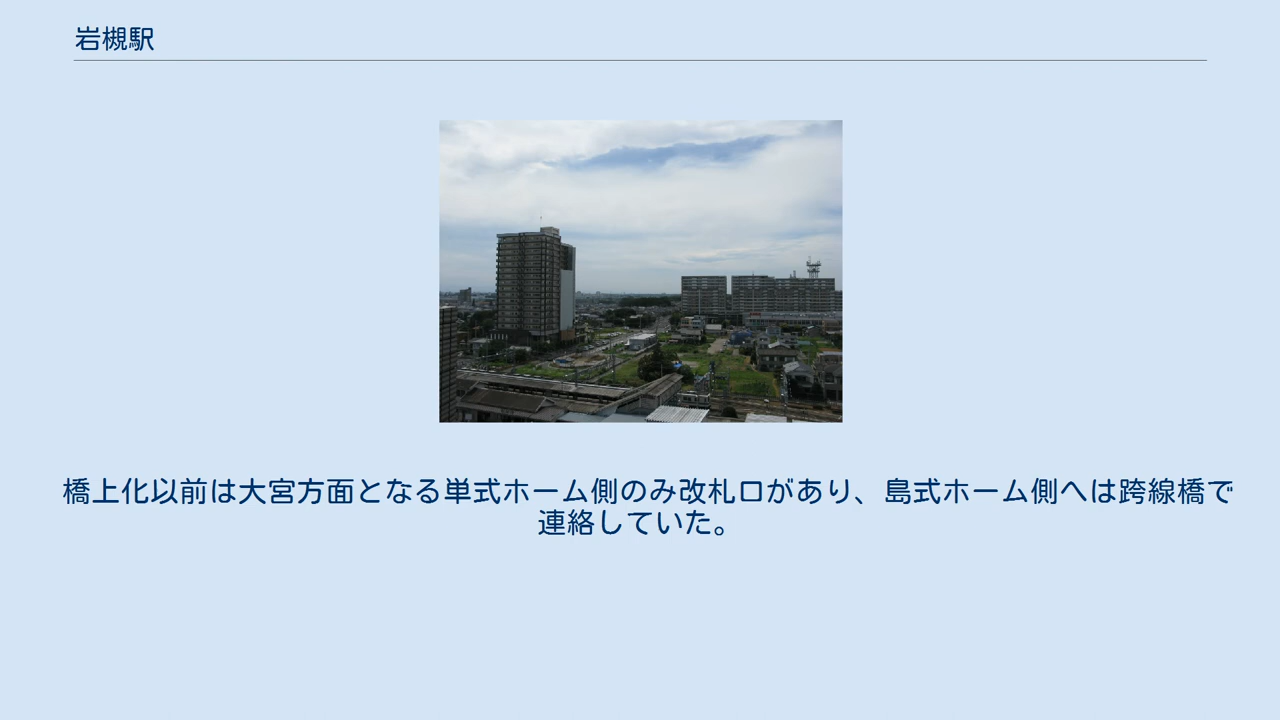 岩槻駅
橋上化以前は大宮方面となる単式ホーム側のみ改札口があり、島式ホーム側へは跨線橋で
連絡していた。